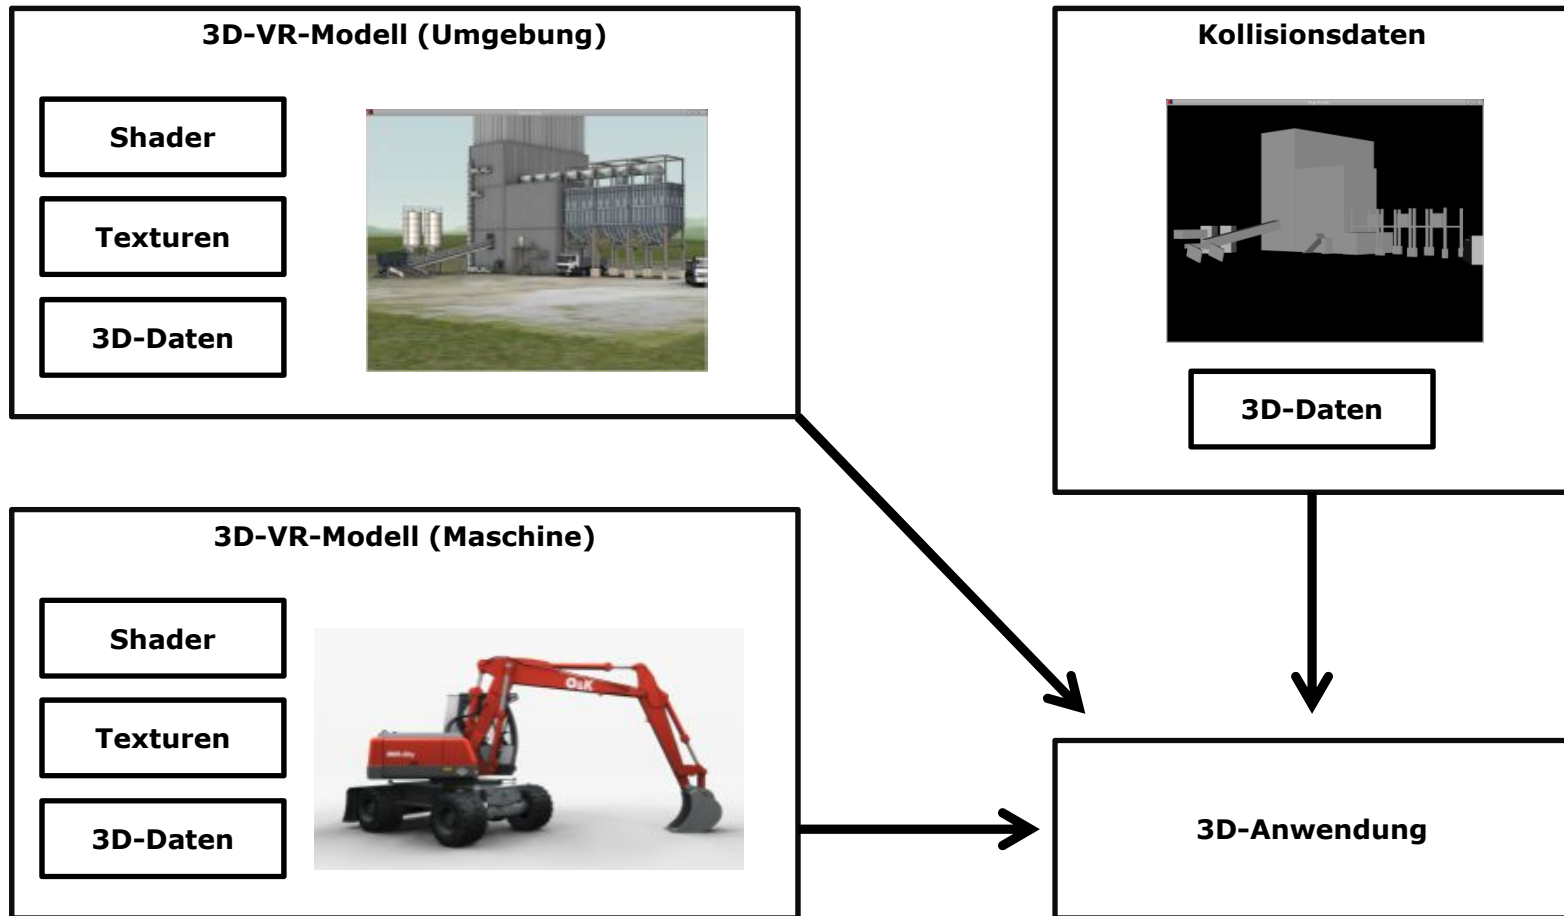 3D-VR-Modell (Umgebung)
Shader
Texturen
3D-Daten
Kollisionsdaten
3D-Daten
3D-VR-Modell (Maschine)
Shader
Texturen
3D-Daten
O&K
3D-Anwendung